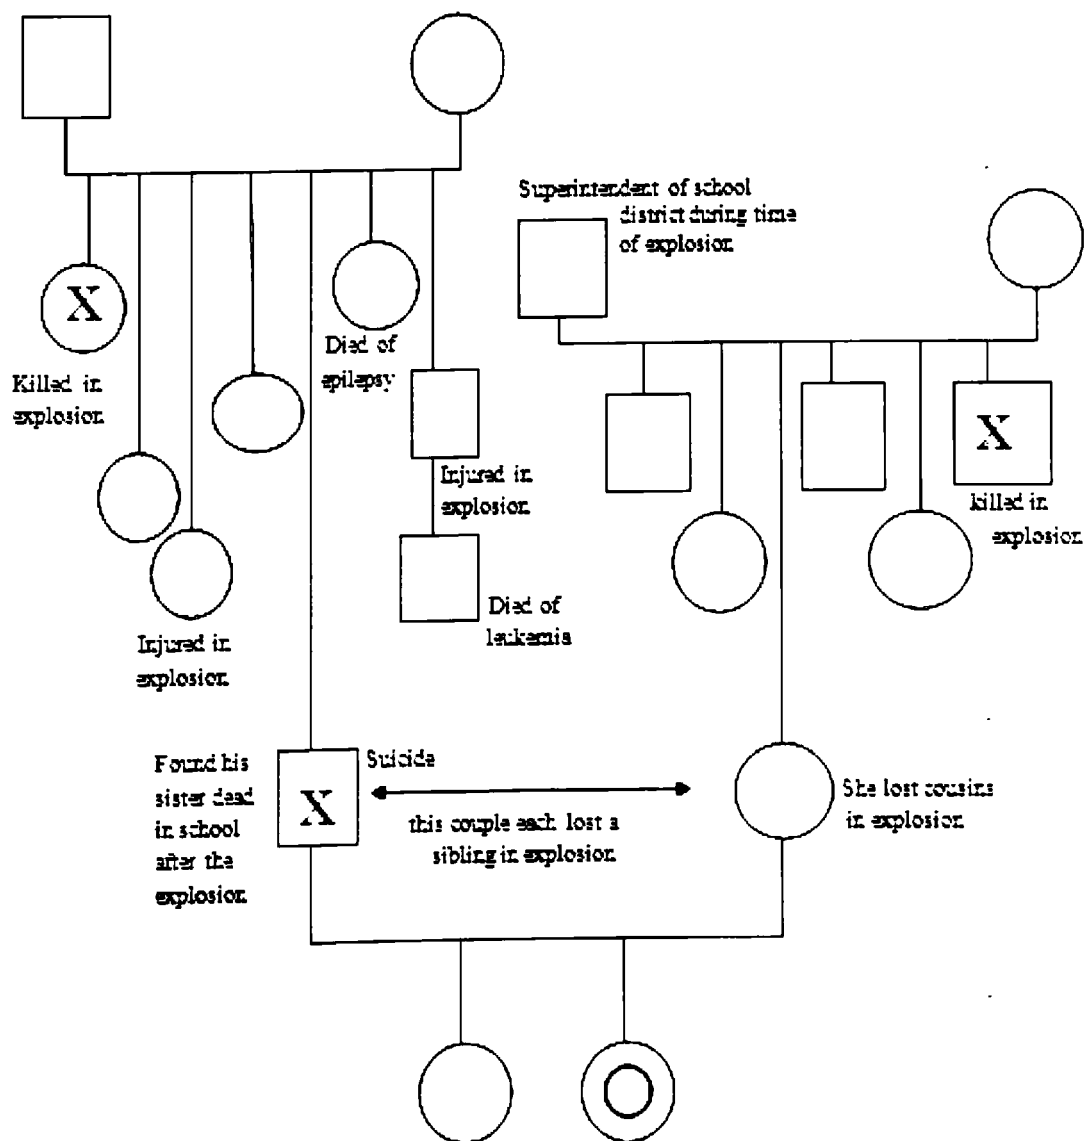 Superintendent of school
district during time
of explosion
X
Killed in
explosion
Died of
epilepsy
Injured in
explosion
X
killed in
explosion
Died of
leukemia
Injured in
explosion
Found his
sister dead
in school
after the
explosion
Suicide
X
this couple each lost a
sibling in explosion
She lost cousins
in explosion